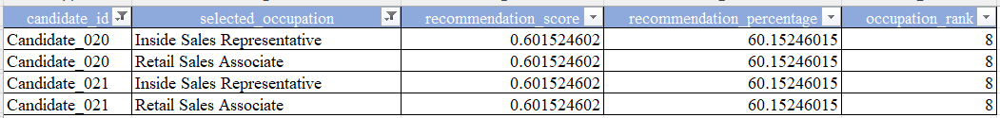 candidate_id selected_occupation recommendation_score recommendation_percentage occupation_rank
Candidate_020 Inside Sales Representative 0.601524602 60.15246015 8
Candidate_020 Retail Sales Associate 0.601524602 60.15246015 8
Candidate_021 Inside Sales Representative 0.601524602 60.15246015 8
Candidate_021 Retail Sales Associate 0.601524602 60.15246015 8